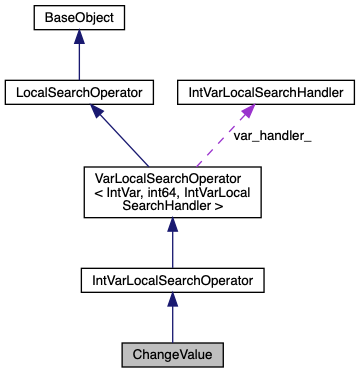 BaseObject
LocalSearchOperator
IntVarLocalSearchHandler
var_handler_
VarLocalSearchOperator
< IntVar, int64, IntVarLocal
SearchHandler >
IntVarLocalSearchOperator
ChangeValue